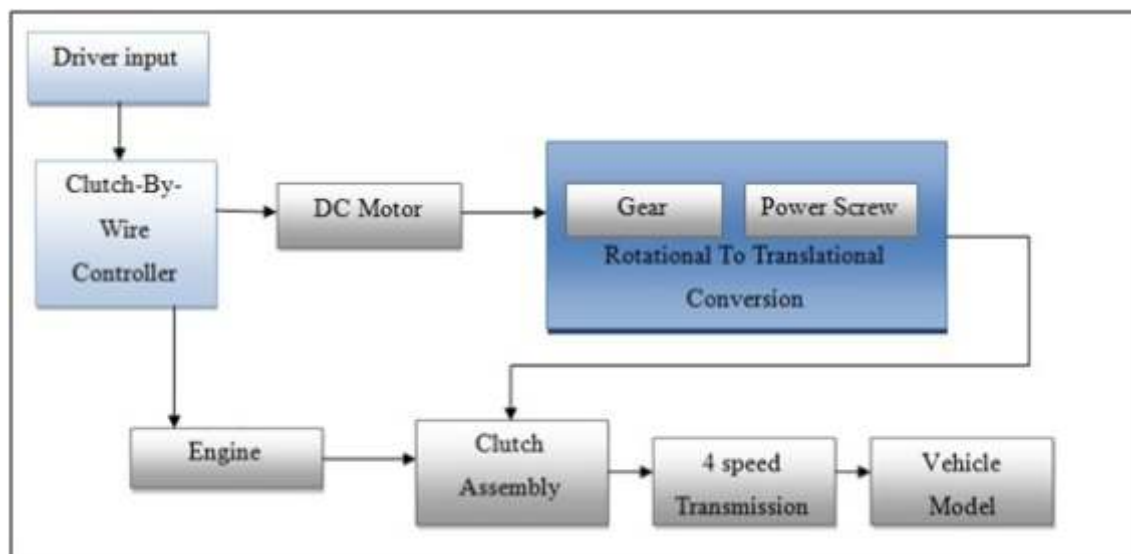 Driver input
Clutch-By-
Wire
Controller
DC Motor
Gear
Power Screw
Rotational To Translational
Conversion
Engine
Clutch
Assembly
4 speed
Transmission
Vehicle
Model